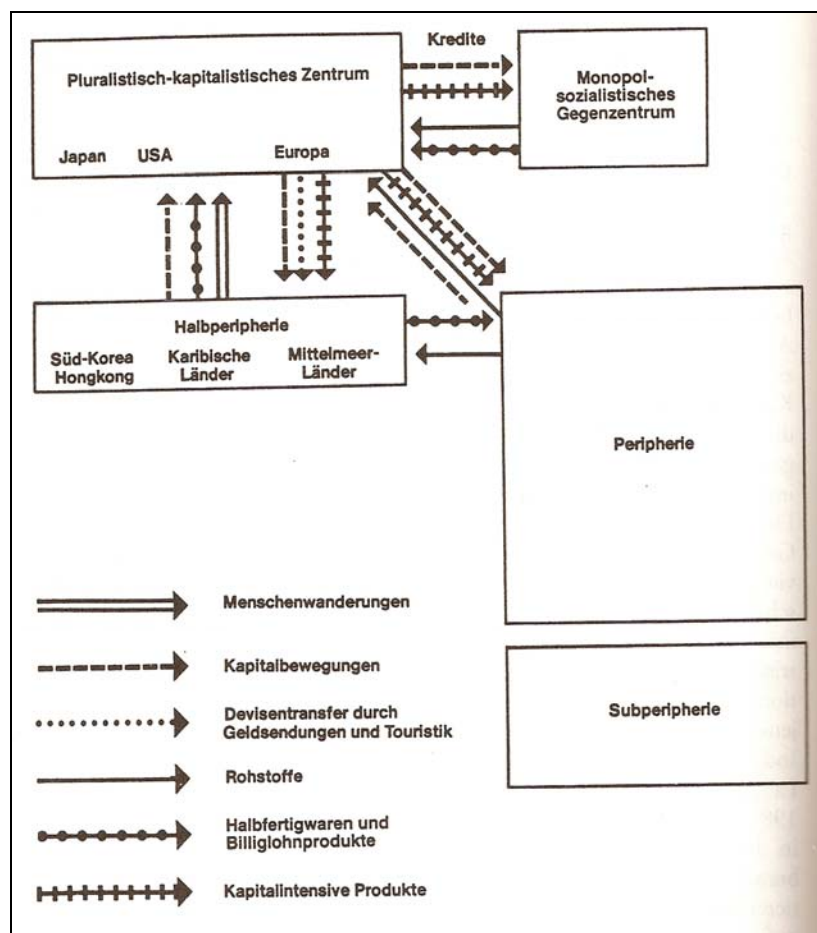 Kredite
Pluralistisch-kapitalistisches Zentrum
Japan USA Europa
Monopol-
sozialistisches
Gegenzentrum
Halbperipherie
Süd-Korea
Hongkong
Karibische
Länder
Mittelmeer-
Länder
Peripherie
Subperipherie
Menschenwanderungen
Kapitalbewegungen
Devisentransfer durch
Geldsendungen und Touristik
Rohstoffe
Halbfertigwaren und
Billiglohnprodukte
Kapitalintensive Produkte